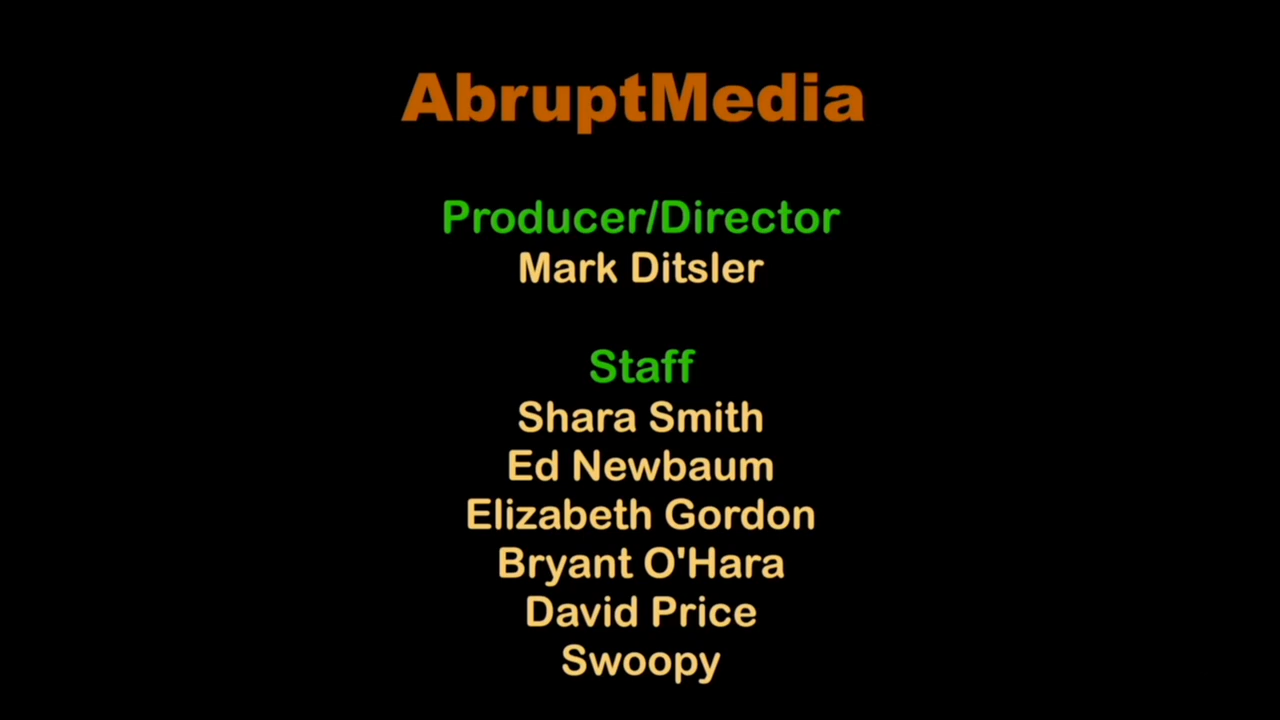 AbruptMedia
Producer/Director
Mark Ditsler
Staff
Shara Smith
Ed Newbaum
Elizabeth Gordon
Bryant O'Hara
David Price
Swoopy